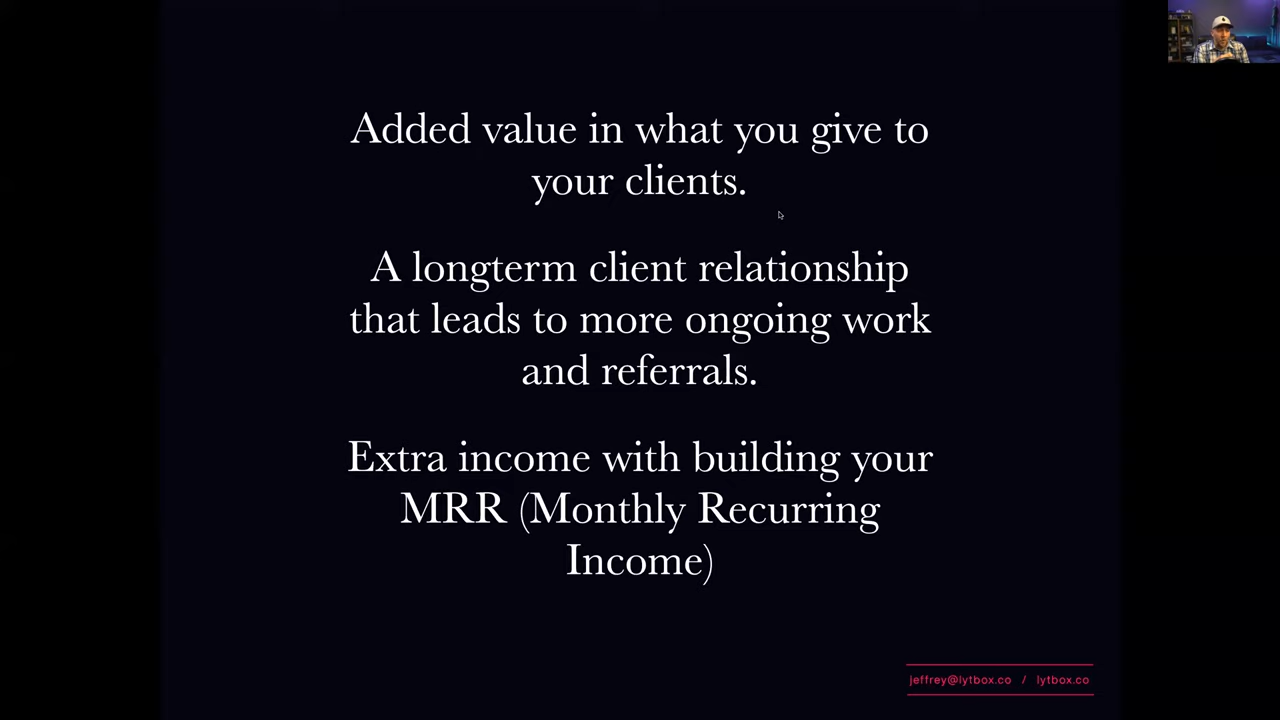 Added value in what you give to
your clients.
A longterm client relationship
that leads to more ongoing work
and referrals.
Extra income with building your
MRR (Monthly Recurring
Income)
jeffrey@lytbox.co / lytbox.co